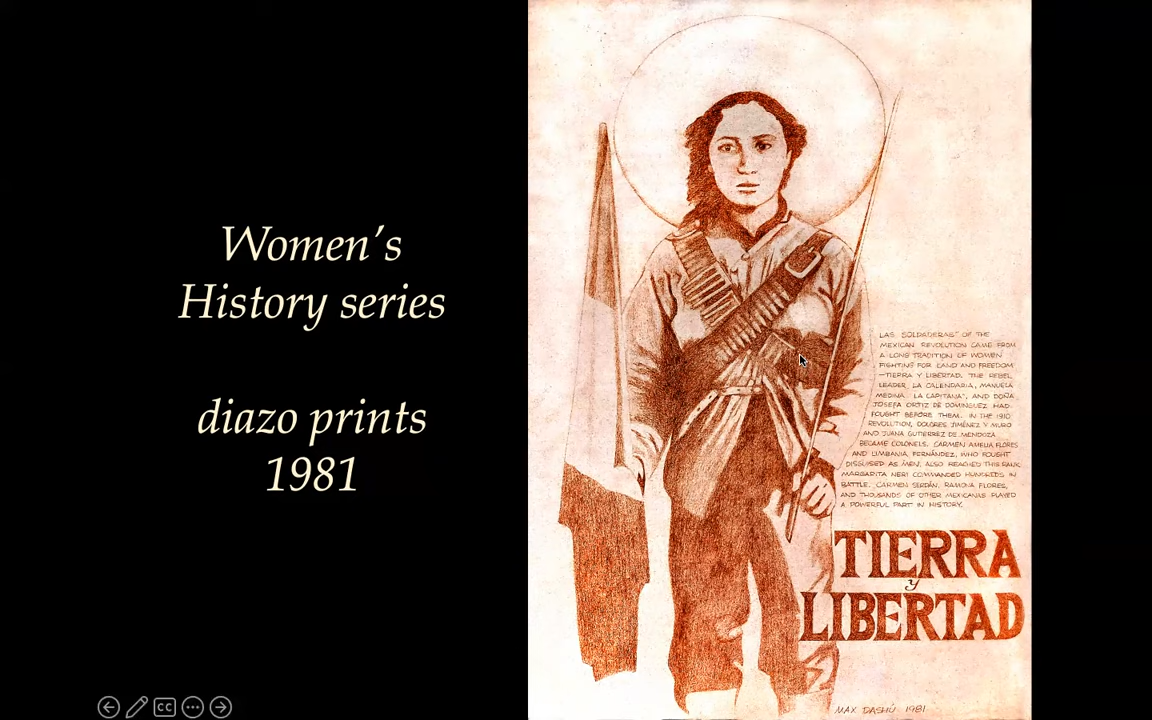 Women's
History series
diazo prints
1981
LAS SOLDADERAS" OF THE
MEXICAN REVOLUTION CAME FROM
A LONG TRADITION OF WOMEN
FIGHTING FOR LAND AND FREEDOM
—TIERRA Y LIBERTAD. THE REBEL
LEADER, LA CALENDARIA, MANUELA
MEDINA "LA CAPITANA", AND DOÑA
JOSEFA ORTIZ DE DOMINGUEZ HAD
FOUGHT BEFORE THEM. IN THE 1910
REVOLUTION, DOLORES JIMÉNEZ Y MURO
AND JUANA GUTIERREZ DE MENDOZA
BECAME COLONELS. CARMEN AMELIA FLORES
AND LIMBANIA FERNÁNDEZ, WHO FOUGHT
DISGUISED AS MEN, ALSO REACHED THIS RANK.
MARGARITA NERI COMMANDED HUNDREDS IN
BATTLE. CARMEN SERDÁN, RAMONA FLORES,
AND THOUSANDS OF OTHER MEXICANAS PLAYED
A POWERFUL PART IN HISTORY.
TIERRA
y
LIBERTAD
MAX DASHÚ 1981
CC